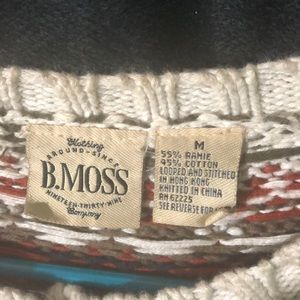 Clothing
AROUND-SINCE
B.MOSS
NINETEEN-THIRTY-NINE
Company
M
55% RAMIE
45% COTTON
LOOPED AND STITCHED
IN HONG KONG
KNITTED IN CHINA
RN 62225
SEE REVERSE FOR